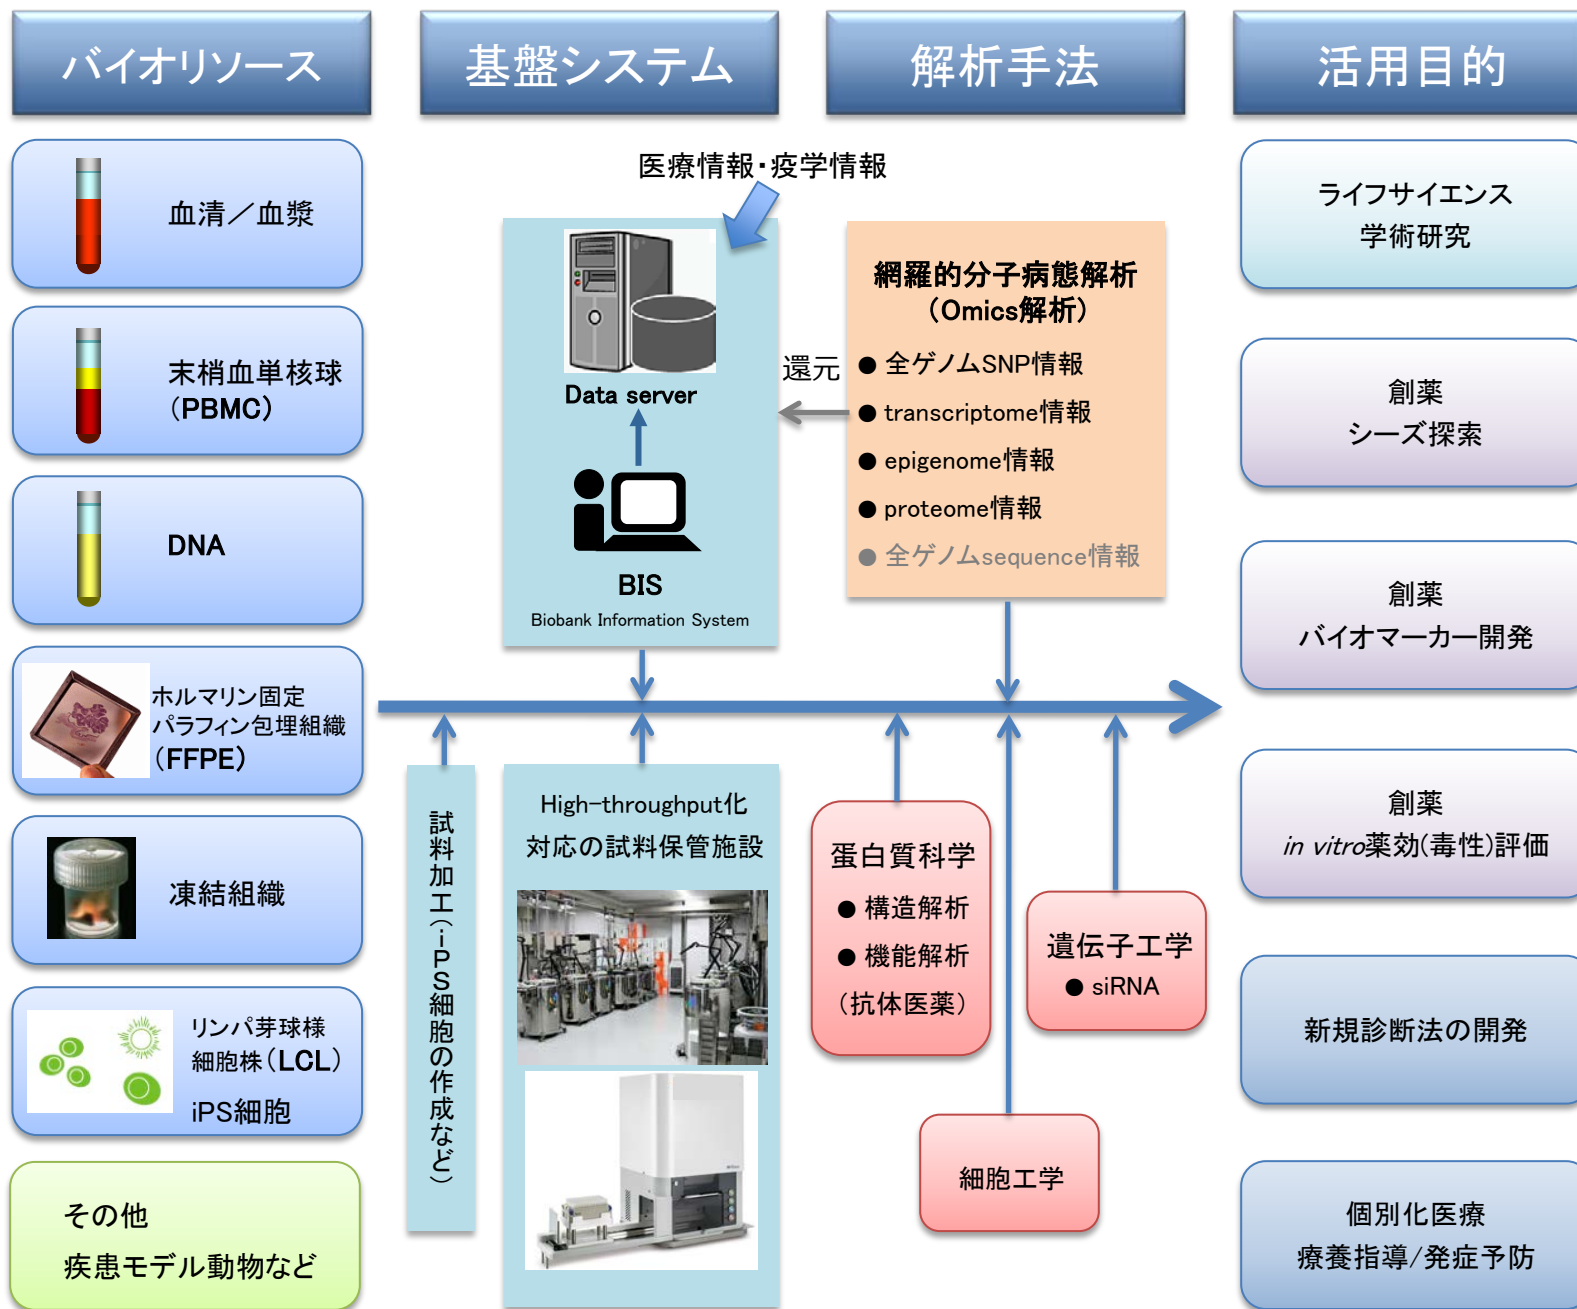 バイオリソース
基盤システム
解析手法
活用目的
血清／血漿
末梢血単核球
(PBMC)
DNA
ホルマリン固定
パラフィン包埋組織
(FFPE)
凍結組織
リンパ芽球様
細胞株(LCL)
iPS細胞
その他
疾患モデル動物など
医療情報・疫学情報
Data server
BIS
Biobank Information System
還元
試料加工(iPS細胞の作成など)
High-throughput化
対応の試料保管施設
網羅的分子病態解析
(Omics解析)
● 全ゲノムSNP情報
● transcriptome情報
● epigenome情報
● proteome情報
● 全ゲノムsequence情報
蛋白質科学
● 構造解析
● 機能解析
(抗体医薬)
遺伝子工学
● siRNA
細胞工学
ライフサイエンス
学術研究
創薬
シーズ探索
創薬
バイオマーカー開発
創薬
in vitro薬効(毒性)評価
新規診断法の開発
個別化医療
療養指導/発症予防